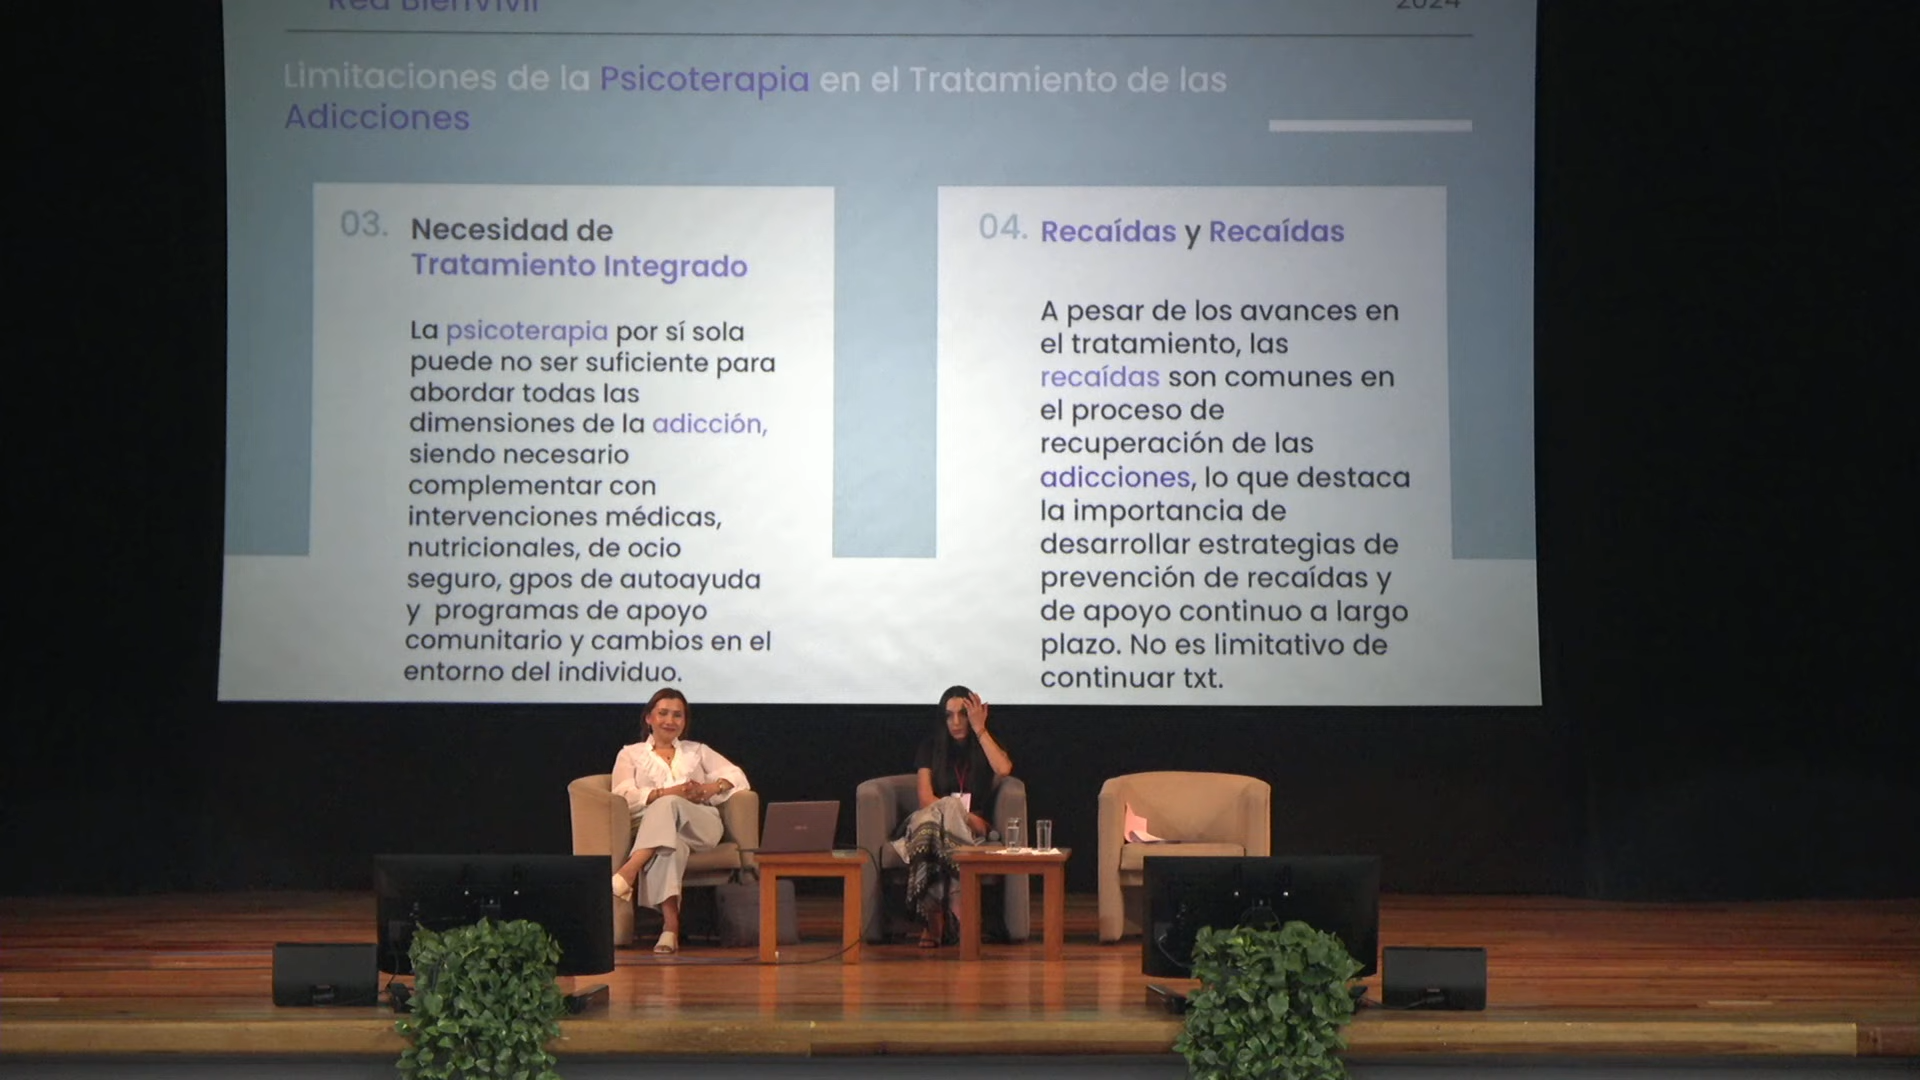 Red BienVivir
2024
Limitaciones de la Psicoterapia en el Tratamiento de las
Adicciones
03. Necesidad de
Tratamiento Integrado
La psicoterapia por sí sola
puede no ser suficiente para
abordar todas las
dimensiones de la adicción,
siendo necesario
complementar con
intervenciones médicas,
nutricionales, de ocio
seguro, gpos de autoayuda
y programas de apoyo
comunitario y cambios en el
entorno del individuo.
04. Recaídas y Recaídas
A pesar de los avances en
el tratamiento, las
recaídas son comunes en
el proceso de
recuperación de las
adicciones, lo que destaca
la importancia de
desarrollar estrategias de
prevención de recaídas y
de apoyo continuo a largo
plazo. No es limitativo de
continuar txt.